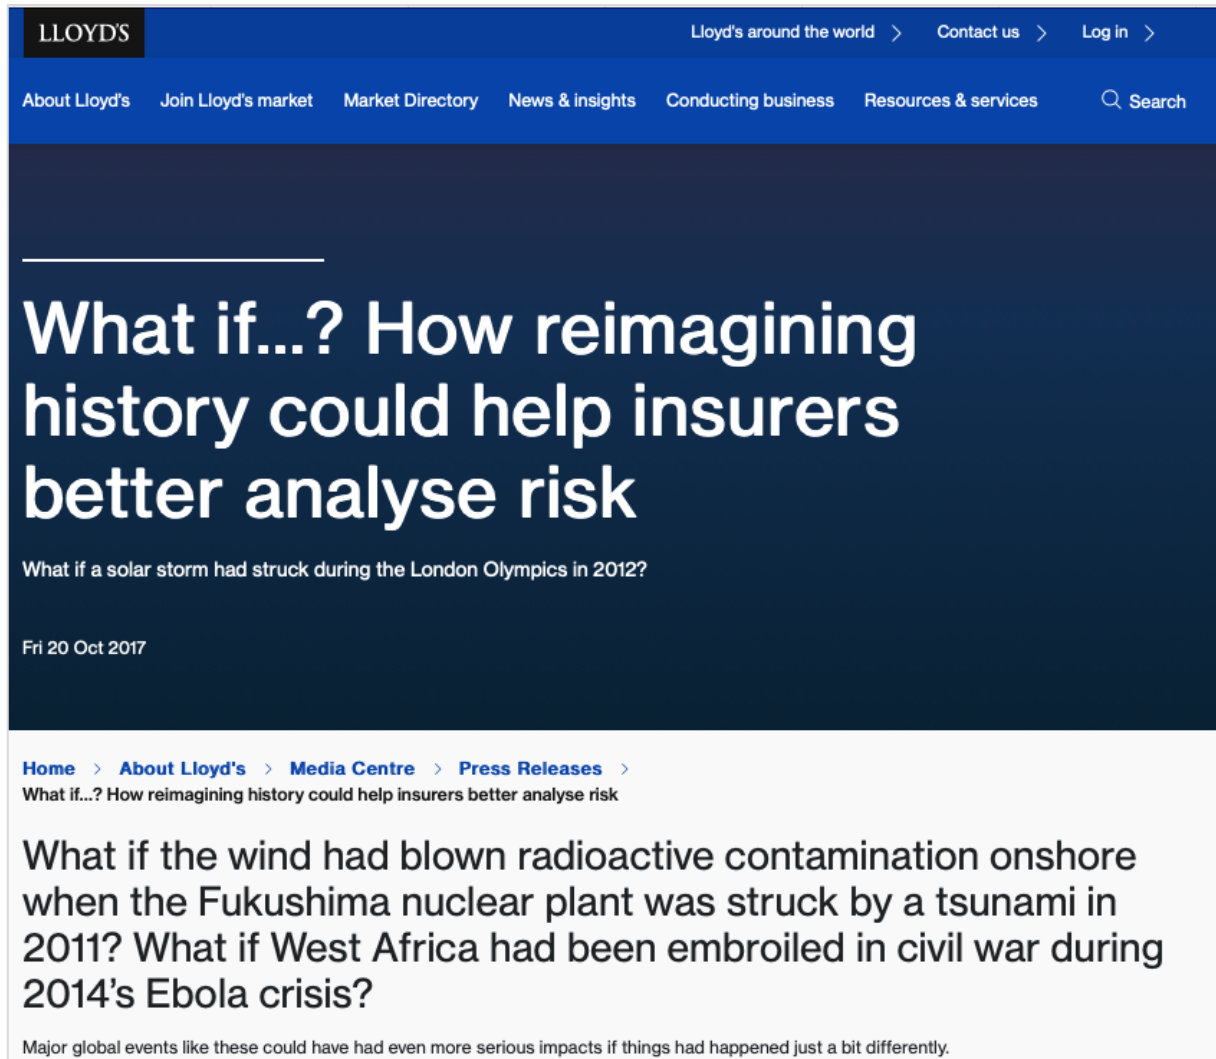 LLOYD'S
Lloyd's around the world
Contact us
Log in
About Lloyd's
Join Lloyd's market
Market Directory
News & insights
Conducting business
Resources & services
Search
What if...? How reimagining
history could help insurers
better analyse risk
What if a solar storm had struck during the London Olympics in 2012?
Fri 20 Oct 2017
Home > About Lloyd's > Media Centre > Press Releases >
What if...? How reimagining history could help insurers better analyse risk
What if the wind had blown radioactive contamination onshore
when the Fukushima nuclear plant was struck by a tsunami in
2011? What if West Africa had been embroiled in civil war during
2014’s Ebola crisis?
Major global events like these could have had even more serious impacts if things had happened just a bit differently.